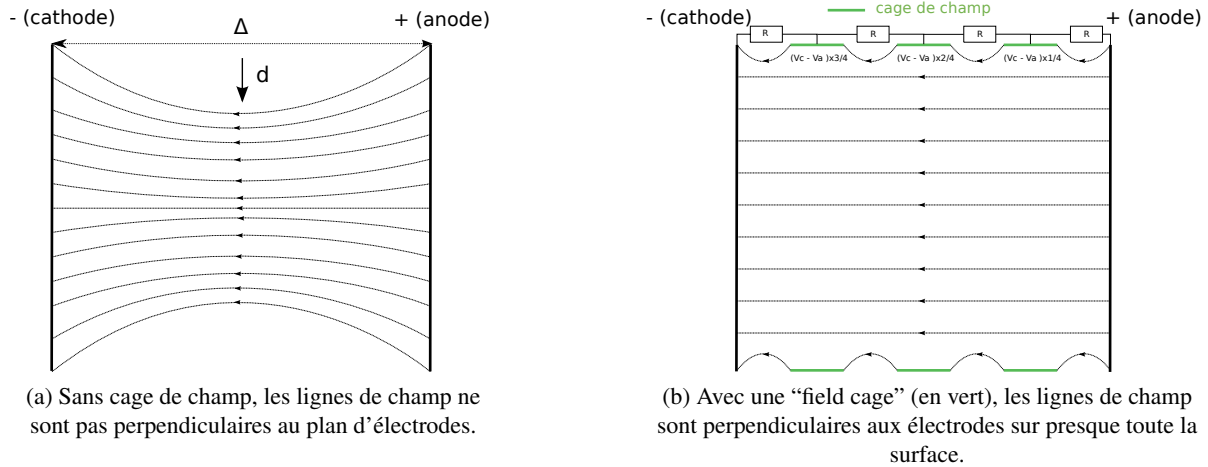 - (cathode)
+ (anode)
Δ
d
(a) Sans cage de champ, les lignes de champ ne
sont pas perpendiculaires au plan d'électrodes.
cage de champ
- (cathode)
+ (anode)
R
R
R
R
(Vc - Va )x3/4
(Vc - Va )x2/4
(Vc - Va )x1/4
(b) Avec une “field cage” (en vert), les lignes de champ
sont perpendiculaires aux électrodes sur presque toute la
surface.